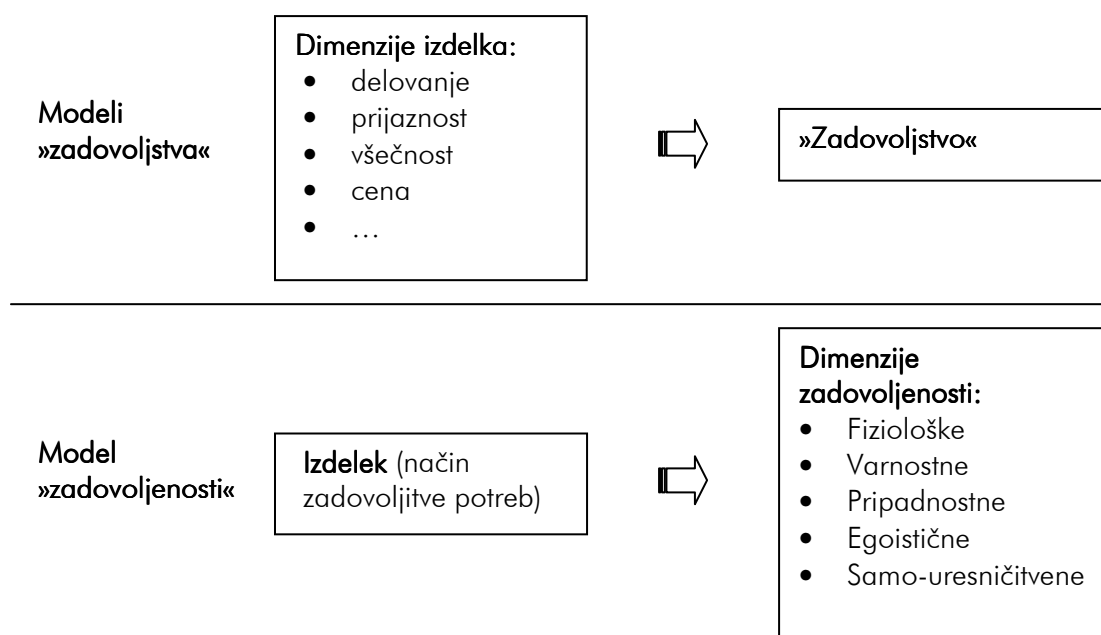 Modeli
»zadovoljstva«
Dimenzije izdelka:
• delovanje
• prijaznost
• všečnost
• cena
• …
»Zadovoljstvo«
Model
»zadovoljenosti«
Izdelek (način
zadovoljitve potreb)
Dimenzije
zadovoljenosti:
• Fiziološke
• Varnostne
• Pripadnostne
• Egoistične
• Samo-uresničitvene